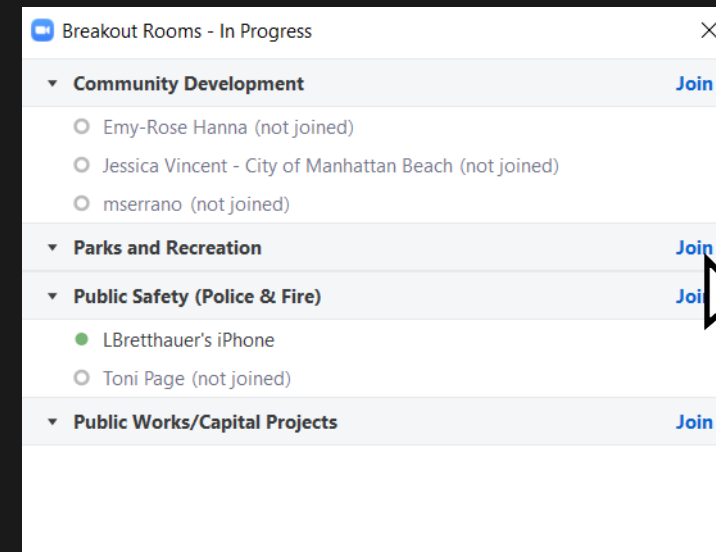 Breakout Rooms - In Progress
Community Development Join
Emy-Rose Hanna (not joined)
Jessica Vincent - City of Manhattan Beach (not joined)
mserrano (not joined)
Parks and Recreation Join
Public Safety (Police & Fire)
LBretthauer's iPhone
Toni Page (not joined)
Public Works/Capital Projects Join